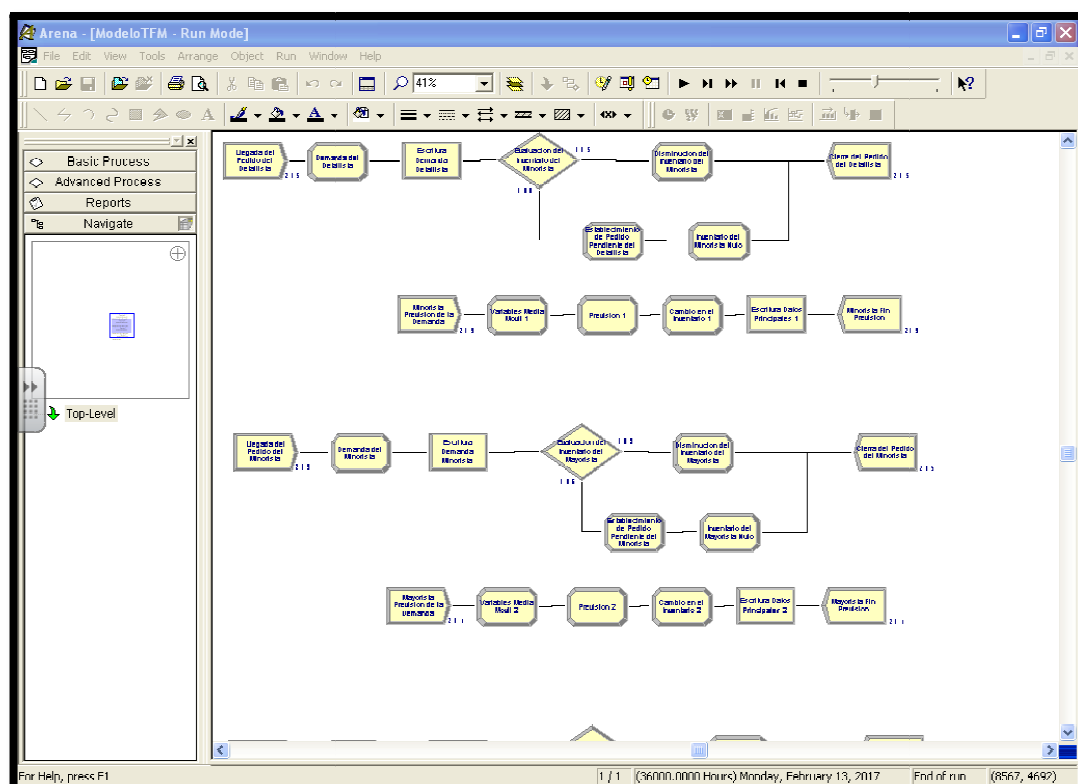 Arena - [ModeloTFM - Run Mode]
File Edit View Tools Arrange Object Run Window Help
41%
Basic Process
Advanced Process
Reports
Navigate
Top-Level
Llegada del
Pedido del
Detallista
Demanda del
Detallista
Escritura
Demanda
Detallista
Evaluacion del
Inventario del
Minorista
Disminucion del
Inventario del
Minorista
Cierre del Pedido
del Detallista
Establecimiento
de Pedido
Pendiente del
Detallista
Inventario del
Minorista Nulo
Minorista
Prevision de la
Demanda
Variables Media
Movil 1
Prevision 1
Cambio en el
Inventario 1
Escritura Datos
Principales 1
Minorista Fin
Prevision
Llegada del
Pedido del
Minorista
Demanda del
Minorista
Escritura
Demanda
Minorista
Evaluacion del
Inventario del
Mayorista
Disminucion del
Inventario del
Mayorista
Cierre del Pedido
del Minorista
Establecimiento
de Pedido
Pendiente del
Minorista
Inventario del
Mayorista Nulo
Mayorista
Prevision de la
Demanda
Variables Media
Movil 2
Prevision 2
Cambio en el
Inventario 2
Escritura Datos
Principales 2
Mayorista Fin
Prevision
For Help, press F1
1 / 1
(36000.0000 Hours) Monday, February 13, 2017
End of run
(8567, 4692)